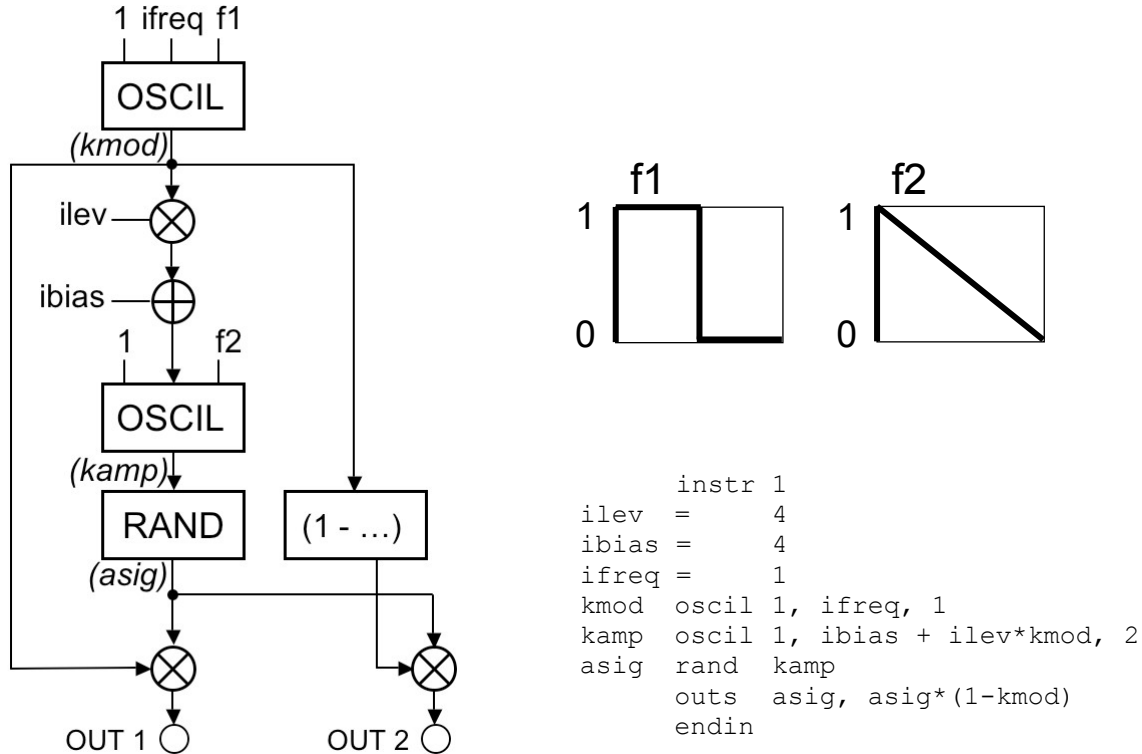 1 ifreq f1
OSCIL
(kmod)
ilev
ibias
1 f2
OSCIL
(kamp)
RAND
(1 - ...)
(asig)
OUT 1
OUT 2
f1
1
0
f2
1
0
instr 1
ilev = 4
ibias = 4
ifreq = 1
kmod oscil 1, ifreq, 1
kamp oscil 1, ibias + ilev*kmod, 2
asig rand kamp
outs asig, asig*(1-kmod)
endin